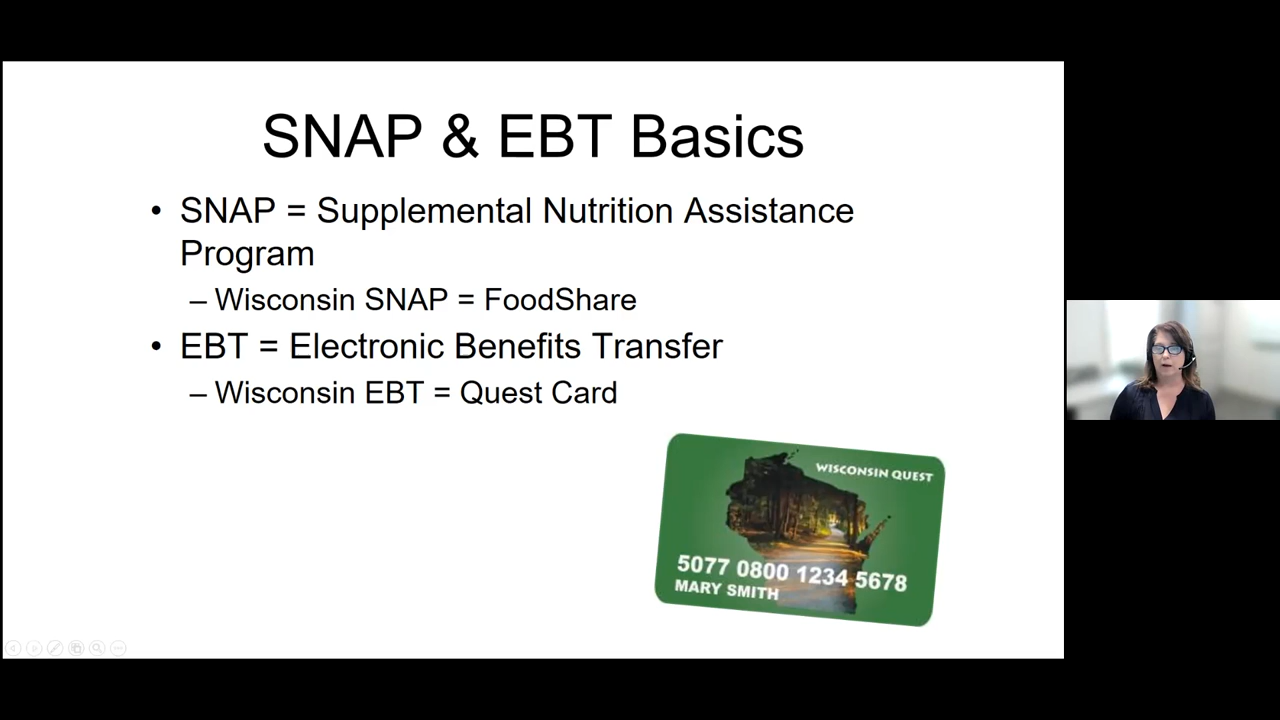 SNAP & EBT Basics
• SNAP = Supplemental Nutrition Assistance
Program
– Wisconsin SNAP = FoodShare
• EBT = Electronic Benefits Transfer
– Wisconsin EBT = Quest Card
WISCONSIN QUEST
5077 0800 1234 5678
MARY SMITH